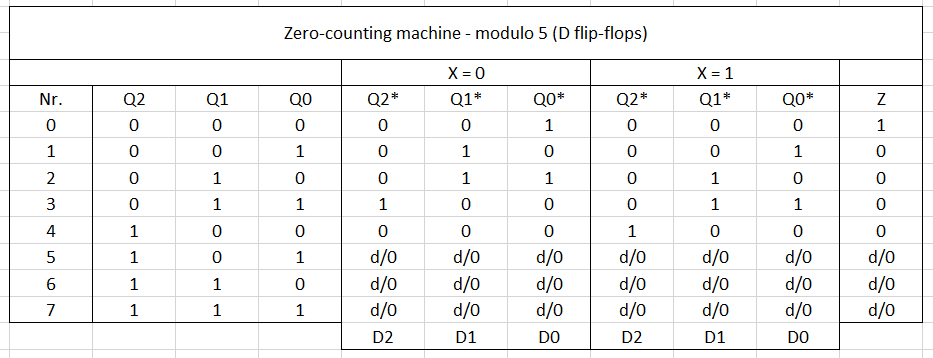 Zero-counting machine - modulo 5 (D flip-flops)
X = 0 X = 1
Nr. Q2 Q1 Q0 Q2* Q1* Q0* Q2* Q1* Q0* Z
0 0 0 0 0 0 1 0 0 0 1
1 0 0 1 0 1 0 0 0 1 0
2 0 1 0 0 1 1 0 1 0 0
3 0 1 1 1 0 0 0 1 1 0
4 1 0 0 0 0 0 1 0 0 0
5 1 0 1 d/0 d/0 d/0 d/0 d/0 d/0 d/0
6 1 1 0 d/0 d/0 d/0 d/0 d/0 d/0 d/0
7 1 1 1 d/0 d/0 d/0 d/0 d/0 d/0 d/0
D2 D1 D0 D2 D1 D0